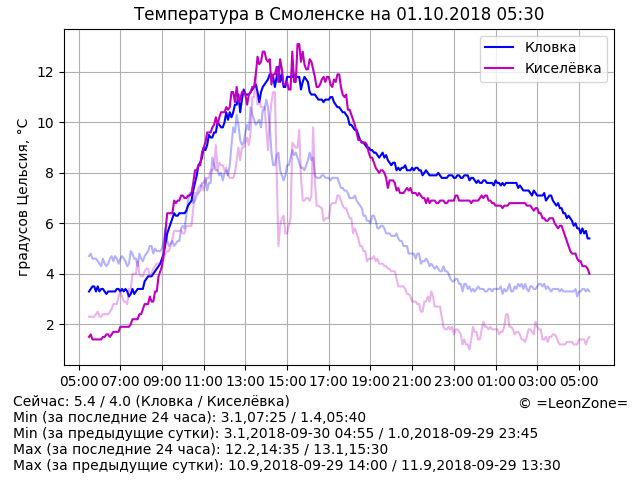 Температура в Смоленске на 01.10.2018 05:30
Кловка
Киселёвка
градусов Цельсия, °C
12
10
8
6
4
2
05:00 07:00 09:00 11:00 13:00 15:00 17:00 19:00 21:00 23:00 01:00 03:00 05:00
Сейчас: 5.4 / 4.0 (Кловка / Киселёвка)
© =LeonZone=
Min (за последние 24 часа): 3.1,07:25 / 1.4,05:40
Min (за предыдущие сутки): 3.1,2018-09-30 04:55 / 1.0,2018-09-29 23:45
Max (за последние 24 часа): 12.2,14:35 / 13.1,15:30
Max (за предыдущие сутки): 10.9,2018-09-29 14:00 / 11.9,2018-09-29 13:30